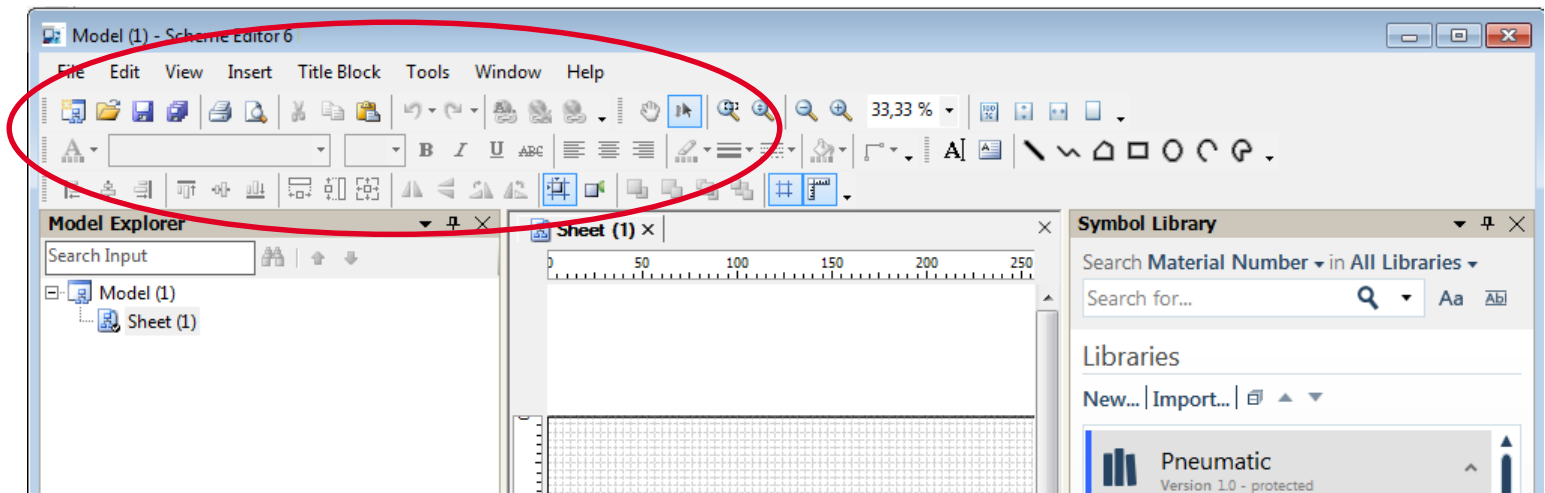 Model (1) - Scheme Editor 6
File Edit View Insert Title Block Tools Window Help
33,33 % 100 %
A B I U ABC A
Model Explorer
Sheet (1)
Symbol Library
Search Input
0 50 100 150 200 250
Search Material Number in All Libraries
Model (1)
Search for... Aa Ab
Sheet (1)
Libraries
New... Import...
0
Pneumatic
Version 1.0 - protected